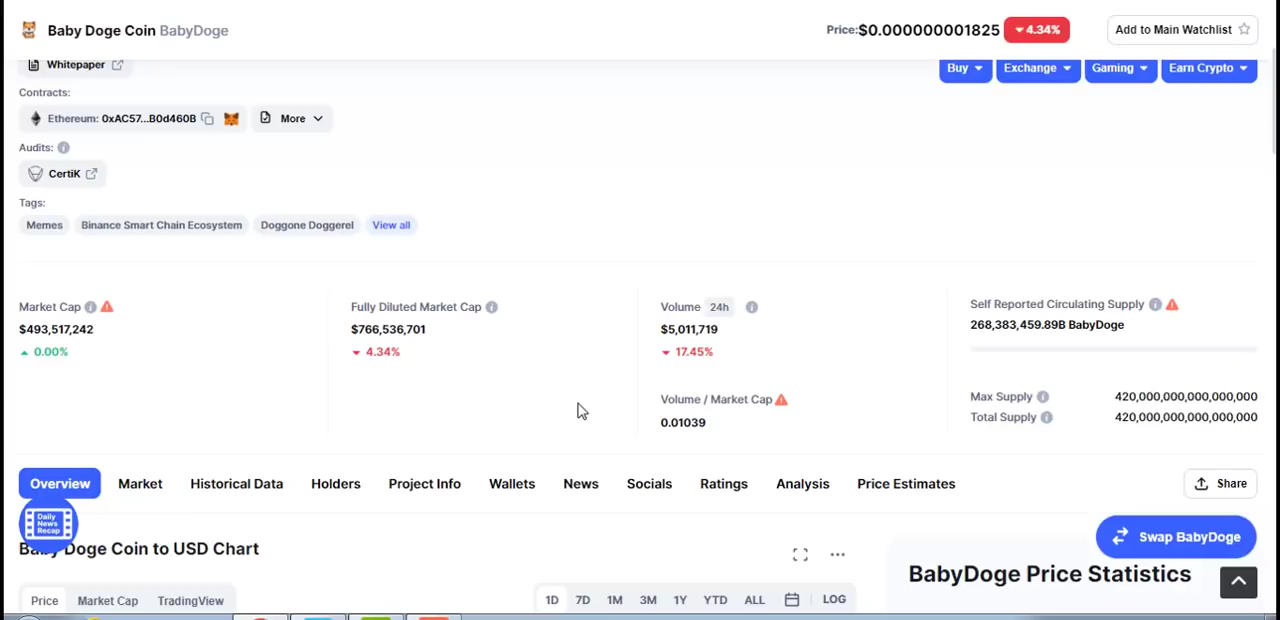 Baby Doge Coin BabyDoge
Price:$0.000000001825 4.34%
Add to Main Watchlist
Whitepaper
Buy Exchange Gaming Earn Crypto
Contracts:
Ethereum: 0xAC57...B0d460B More
Audits:
CertiK
Tags:
Memes Binance Smart Chain Ecosystem Doggone Doggerel View all
Market Cap
$493,517,242
0.00%
Fully Diluted Market Cap
$766,536,701
4.34%
Volume 24h
$5,011,719
17.45%
Volume / Market Cap
0.01039
Self Reported Circulating Supply
268,383,459.89B BabyDoge
Max Supply 420,000,000,000,000,000
Total Supply 420,000,000,000,000,000
Overview Market Historical Data Holders Project Info Wallets News Socials Ratings Analysis Price Estimates Share
Daily
News
Recap
Swap BabyDoge
Baby Doge Coin to USD Chart
BabyDoge Price Statistics
Price Market Cap TradingView 1D 7D 1M 3M 1Y YTD ALL LOG